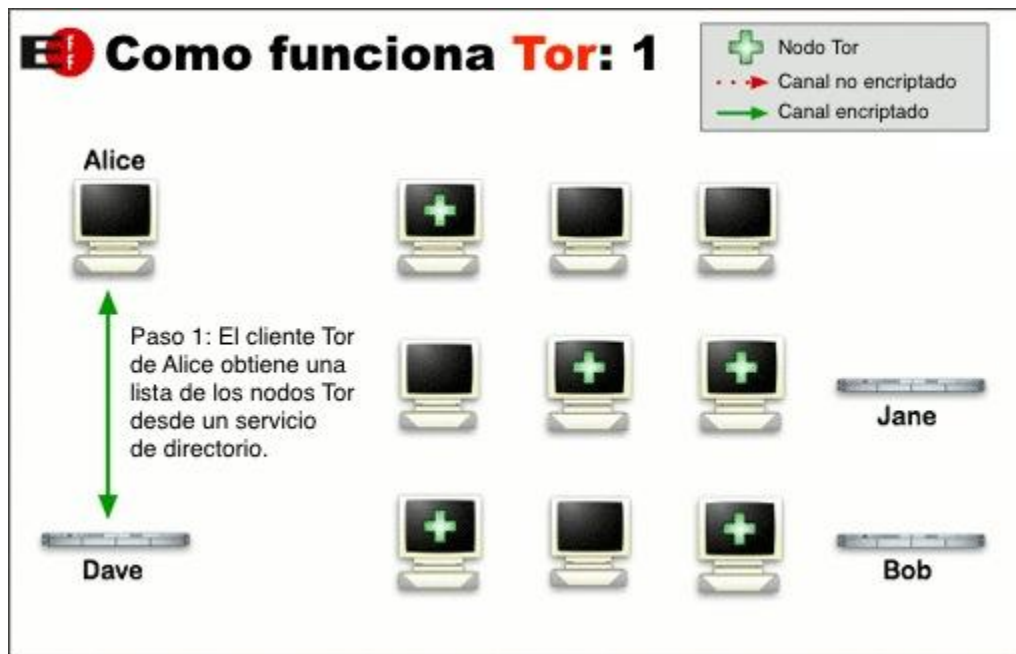 EFF Como funciona Tor: 1
Nodo Tor
Canal no encriptado
Canal encriptado
Alice
Paso 1: El cliente Tor
de Alice obtiene una
lista de los nodos Tor
desde un servicio
de directorio.
Jane
Dave
Bob